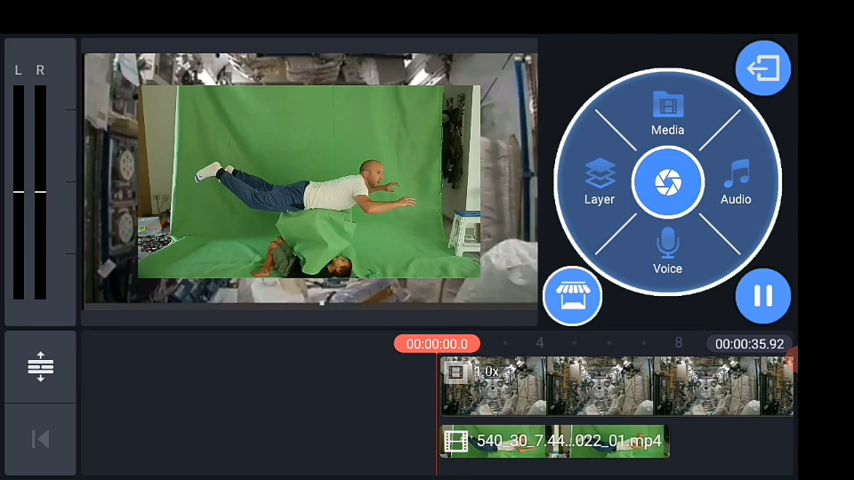 L R
Media
Layer
Audio
Voice
00:00:00.0
4
8
00:00:35.92
1.0x
540_30_7.44...022_01.mp4